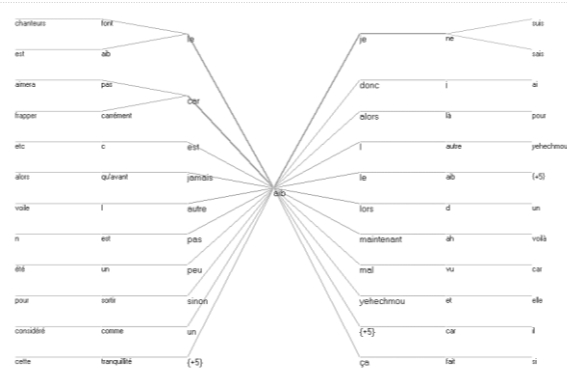 chanteurs font je ne suis
est aib le sais
aimera pas donc i ai
car
frapper carrément alors là pour
etc c est l autre yehechmou
alors qu'avant jamais aib le aib {+5}
voile l autre lors d un
n est pas maintenant ah voilà
été un peu mal vu car
pour sortir sinon yehechmou et elle
considéré comme un {+5} car il
cette tranquillité {+5} ça fait si